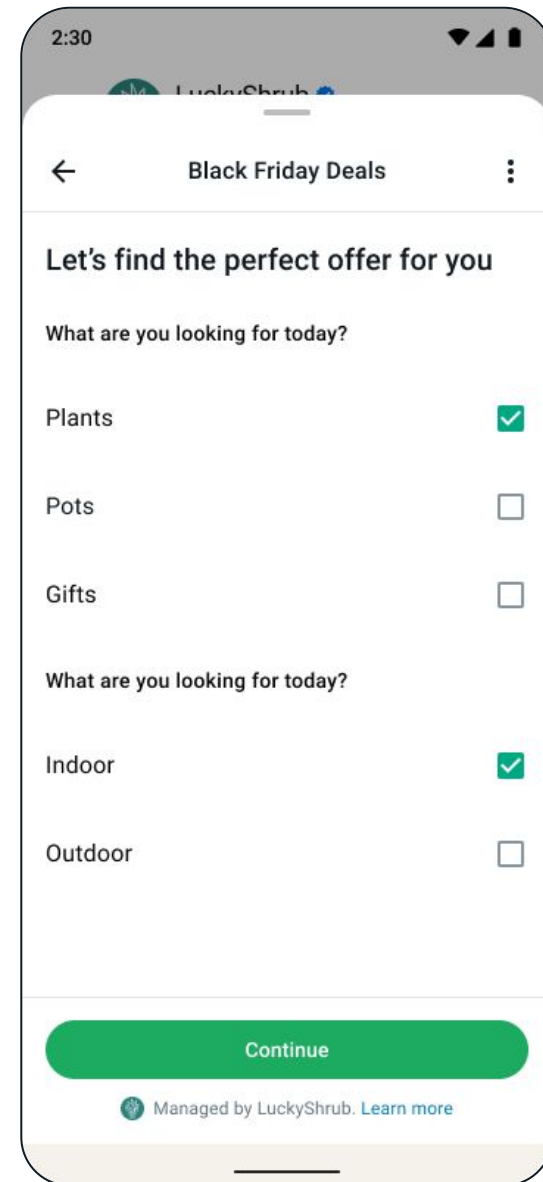 2:30
LuckyShrub
Black Friday Deals
Let’s find the perfect offer for you
What are you looking for today?
Plants
Pots
Gifts
What are you looking for today?
Indoor
Outdoor
Continue
Managed by LuckyShrub. Learn more